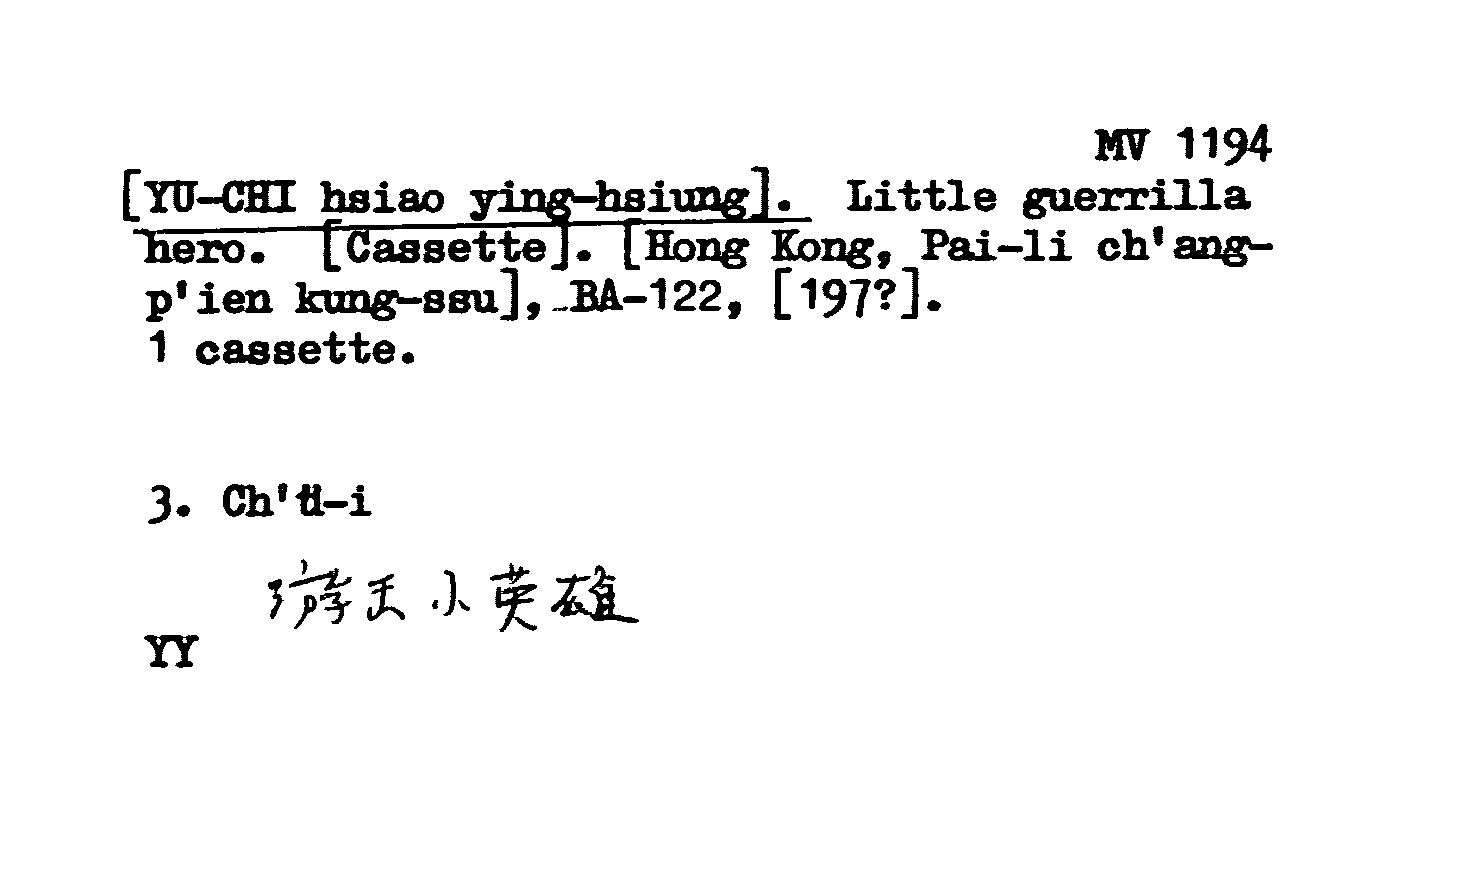 MV 1194
[YU-CHI hsiao ying-hsiung]. Little guerrilla
hero. [Cassette]. [Hong Kong, Pai-li ch'ang-
p'ien kung-ssu], BA-122, [197?].
1 cassette.
3. Ch'ü-i
游击小英雄
YY